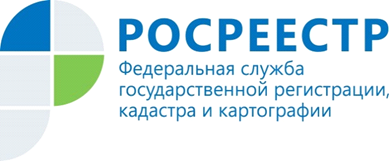 РОСРЕЕСТР
Федеральная служба
государственной регистрации,
кадастра и картографии